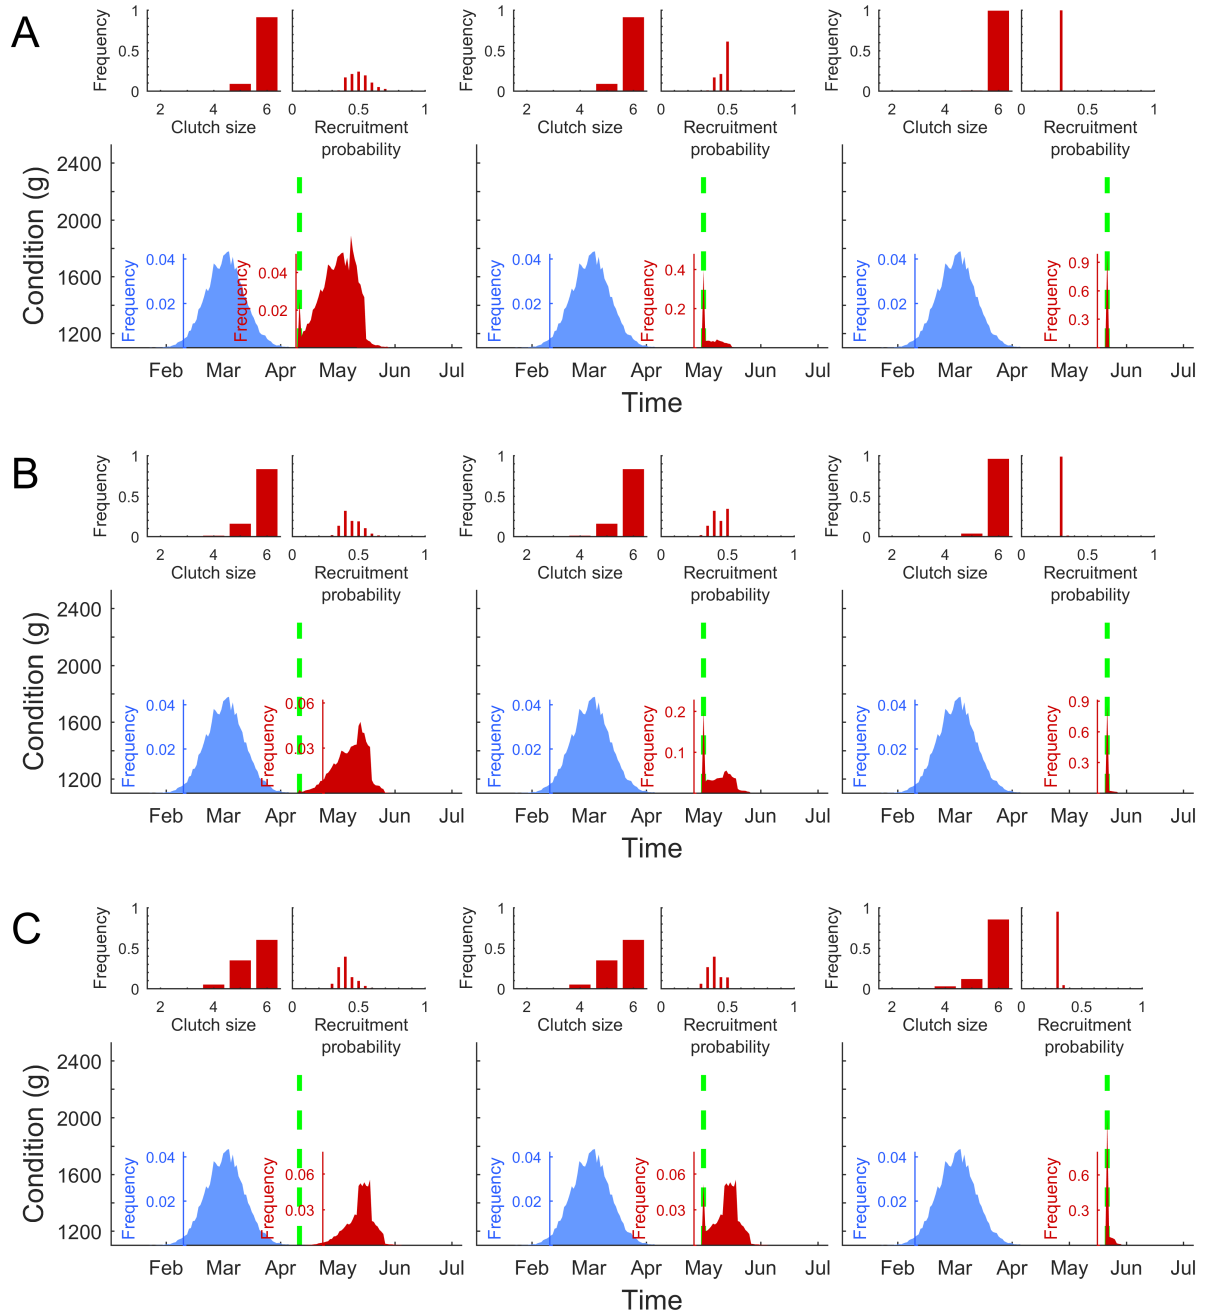 A
Frequency
1
0.5
0
2 4 6
Clutch size
0 0.5 1
Recruitment
probability
Frequency
1
0.5
0
2 4 6
Clutch size
0 0.5 1
Recruitment
probability
Frequency
1
0.5
0
2 4 6
Clutch size
0 0.5 1
Recruitment
probability
Condition (g)
2400
2000
1600
1200
Frequency
0.04
0.02
Frequency
0.04
0.02
Feb Mar Apr May Jun Jul
Frequency
0.04
0.02
Frequency
0.4
0.2
Feb Mar Apr May Jun Jul
Frequency
0.04
0.02
Frequency
0.9
0.6
0.3
Feb Mar Apr May Jun Jul
Time
B
Frequency
1
0.5
0
2 4 6
Clutch size
0 0.5 1
Recruitment
probability
Frequency
1
0.5
0
2 4 6
Clutch size
0 0.5 1
Recruitment
probability
Frequency
1
0.5
0
2 4 6
Clutch size
0 0.5 1
Recruitment
probability
Condition (g)
2400
2000
1600
1200
Frequency
0.04
0.02
Frequency
0.06
0.03
Feb Mar Apr May Jun Jul
Frequency
0.04
0.02
Frequency
0.2
0.1
Feb Mar Apr May Jun Jul
Frequency
0.04
0.02
Frequency
0.9
0.6
0.3
Feb Mar Apr May Jun Jul
Time
C
Frequency
1
0.5
0
2 4 6
Clutch size
0 0.5 1
Recruitment
probability
Frequency
1
0.5
0
2 4 6
Clutch size
0 0.5 1
Recruitment
probability
Frequency
1
0.5
0
2 4 6
Clutch size
0 0.5 1
Recruitment
probability
Condition (g)
2400
2000
1600
1200
Frequency
0.04
0.02
Frequency
0.06
0.03
Feb Mar Apr May Jun Jul
Frequency
0.04
0.02
Frequency
0.06
0.03
Feb Mar Apr May Jun Jul
Frequency
0.04
0.02
Frequency
0.6
0.3
Feb Mar Apr May Jun Jul
Time